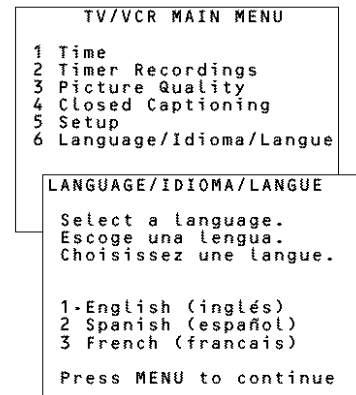 TV/VCR MAIN MENU
1 Time
2 Timer Recordings
3 Picture Quality
4 Closed Captioning
5 Setup
6 Language/Idioma/Langue
LANGUAGE/IDIOMA/LANGUE
Select a language.
Escoge una lengua.
Choisissez une langue.
1-English (inglés)
2 Spanish (español)
3 French (francais)
Press MENU to continue